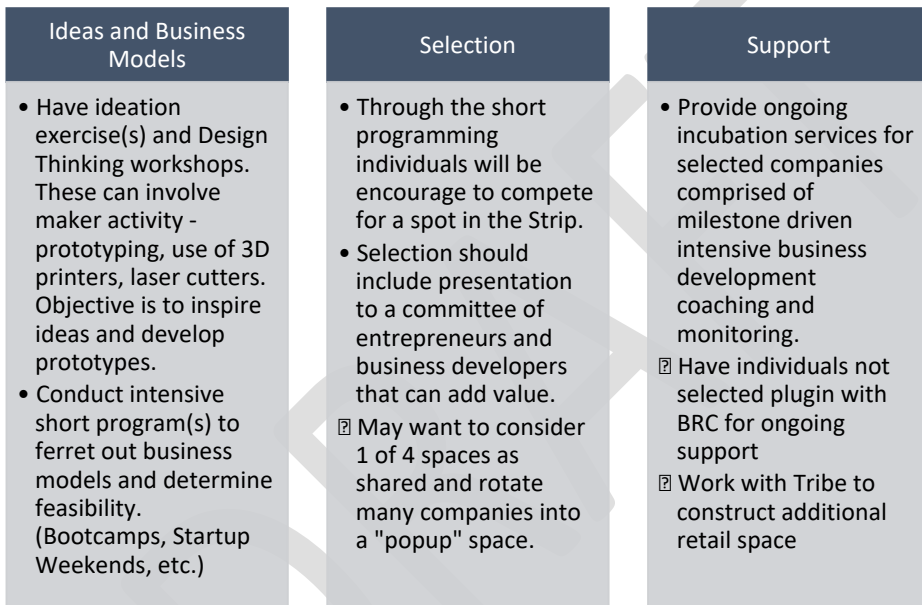 Ideas and Business
Models
• Have ideation
exercise(s) and Design
Thinking workshops.
These can involve
maker activity -
prototyping, use of 3D
printers, laser cutters.
Objective is to inspire
ideas and develop
prototypes.
• Conduct intensive
short program(s) to
ferret out business
models and determine
feasibility.
(Bootcamps, Startup
Weekends, etc.)
Selection
• Through the short
programming
individuals will be
encourage to compete
for a spot in the Strip.
• Selection should
include presentation
to a committee of
entrepreneurs and
business developers
that can add value.
⍰ May want to consider
1 of 4 spaces as
shared and rotate
many companies into
a "popup" space.
Support
• Provide ongoing
incubation services for
selected companies
comprised of
milestone driven
intensive business
development
coaching and
monitoring.
⍰ Have individuals not
selected plugin with
BRC for ongoing
support
⍰ Work with Tribe to
construct additional
retail space